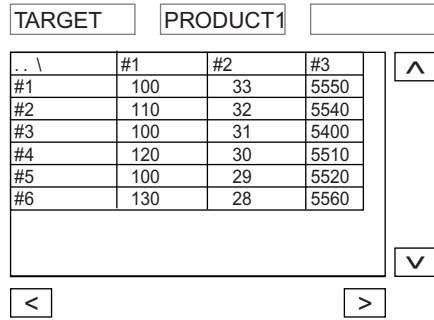 TARGET PRODUCT1
. . \ #1 #2 #3
#1 100 33 5550
#2 110 32 5540
#3 100 31 5400
#4 120 30 5510
#5 100 29 5520
#6 130 28 5560
< >